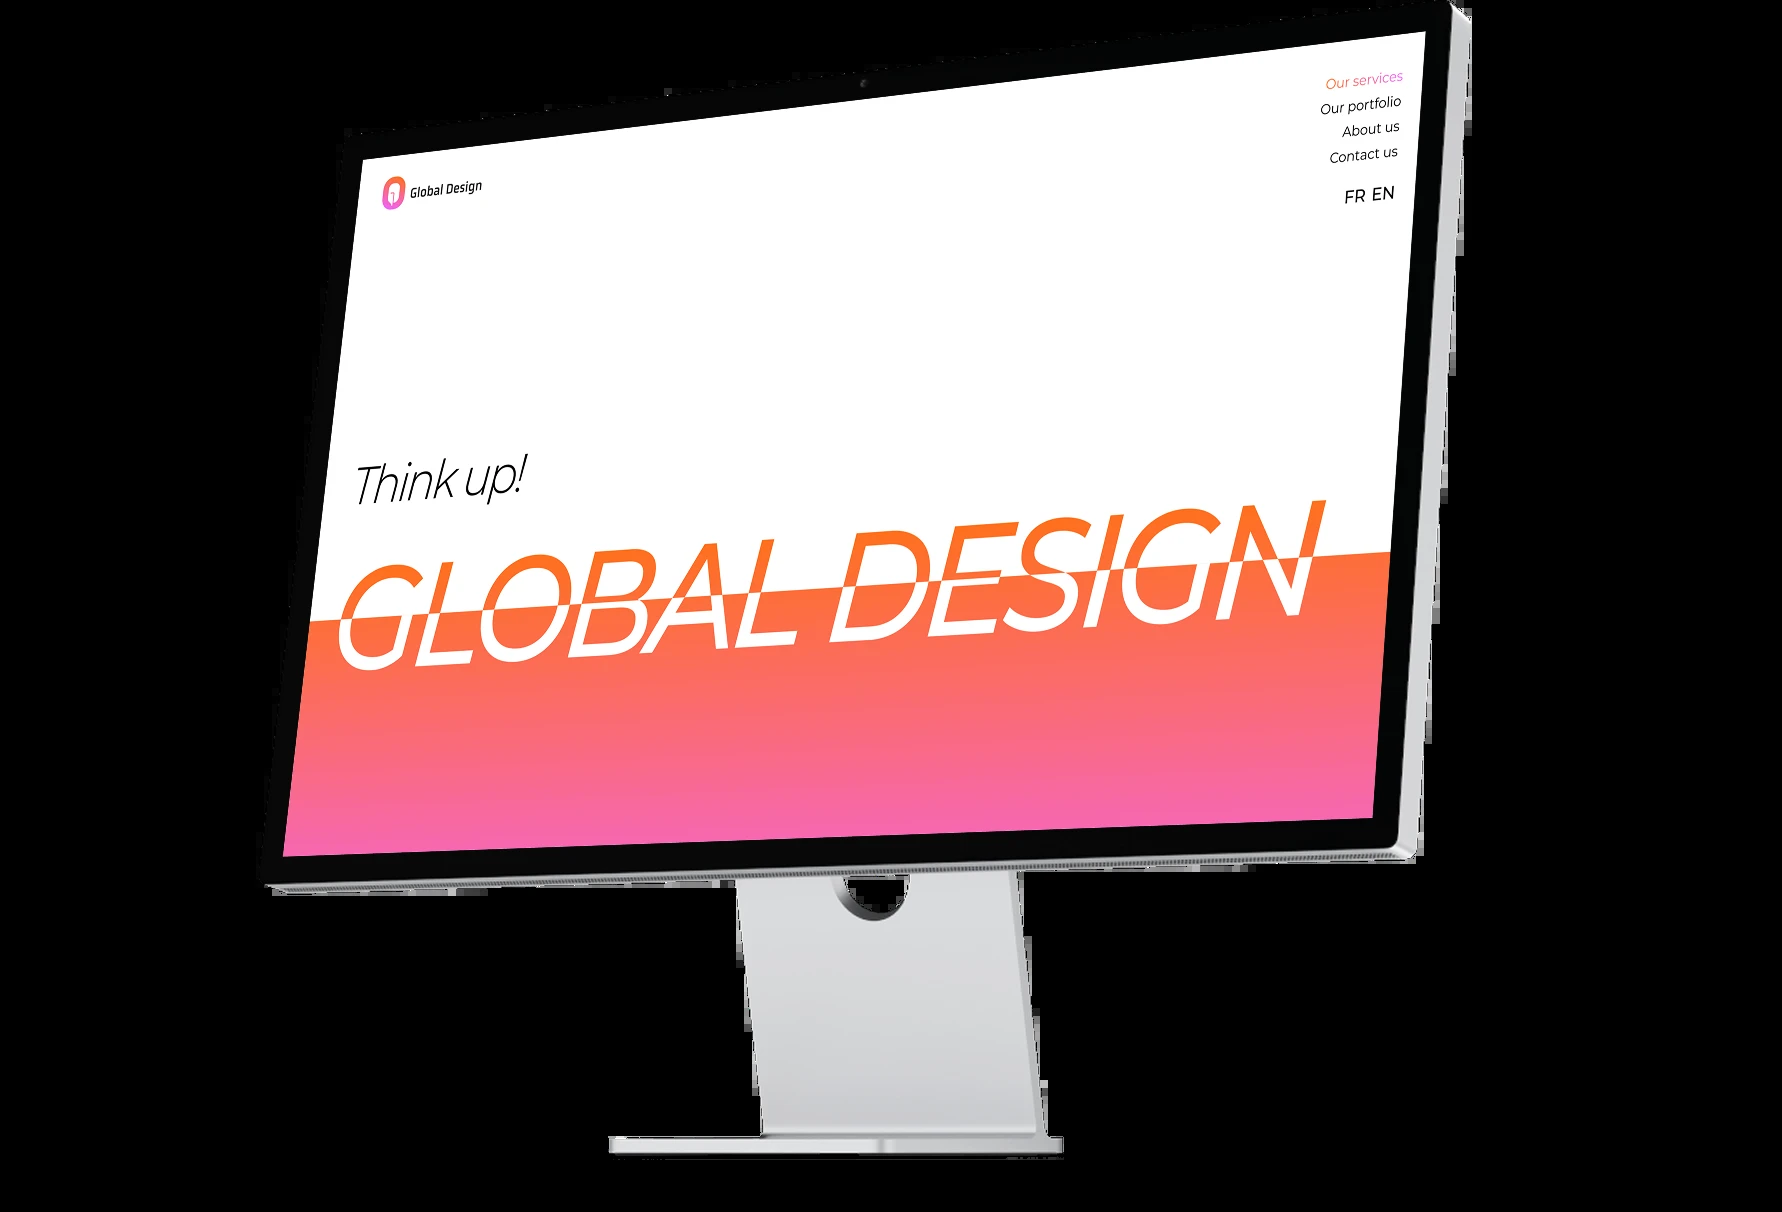 Global Design
Our services
Our portfolio
About us
Contact us
FR EN
Think up!
GLOBAL DESIGN